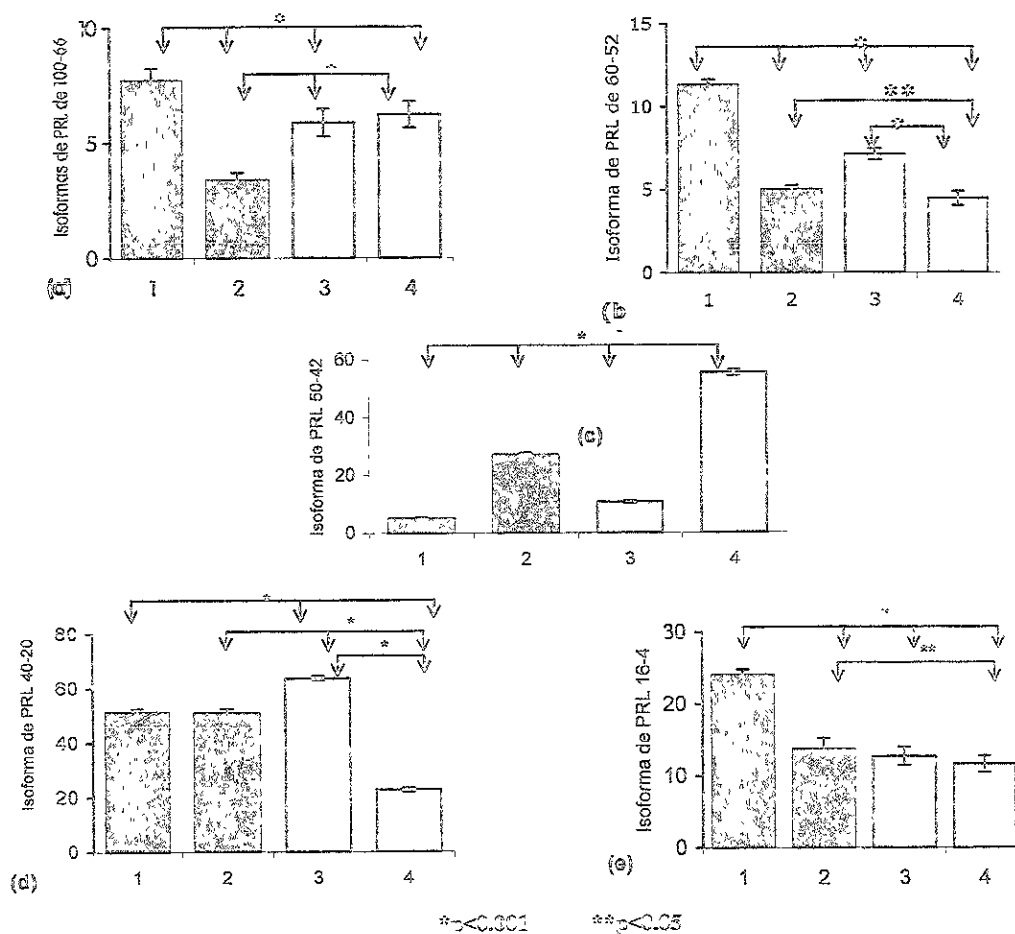 Isoformas de PRL de 100-66
10
5
0
*
*
1 2 3 4
(a)
Isoforma de PRL de 60-52
15
10
5
0
*
**
*
1 2 3 4
(b
Isoforma de PRL 50-42
60
40
20
0
*
(c)
1 2 3 4
Isoforma de PRL 40-20
80
60
40
20
0
*
*
*
1 2 3 4
(d)
Isoforma de PRL 16-4
30
20
10
0
*
**
1 2 3 4
(e)
*p<0.001 **p<0.05